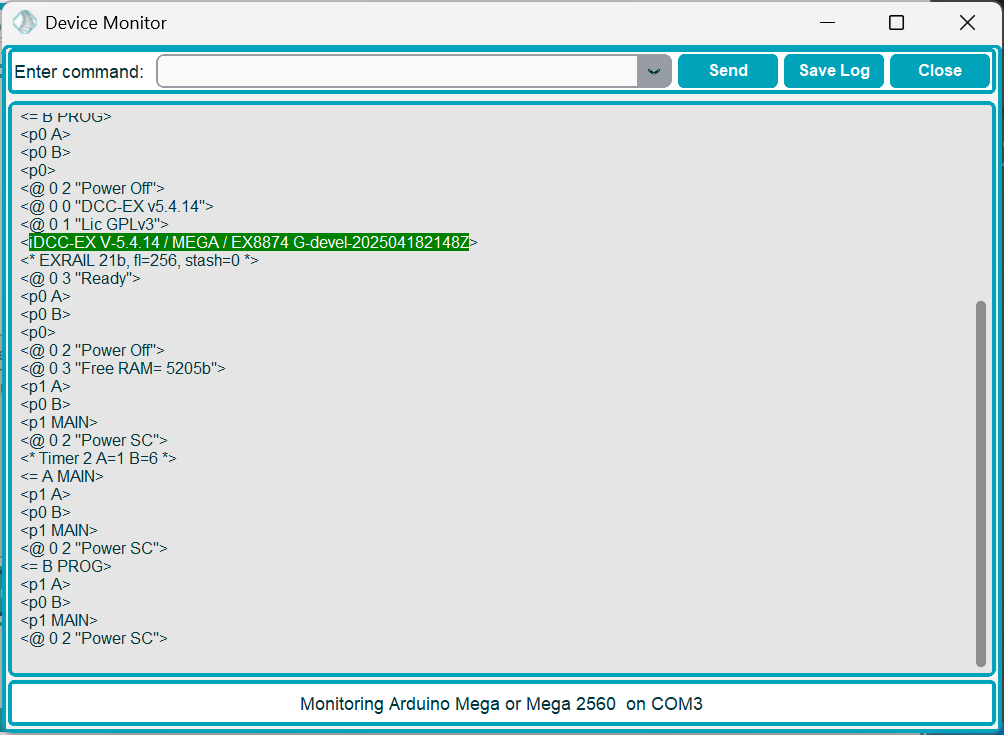 Device Monitor
Enter command:
Send
Save Log
Close
<= B PROG>
<p0 A>
<p0 B>
<p0>
<@ 0 2 "Power Off">
<@ 0 0 "DCC-EX v5.4.14">
<@ 0 1 "Lic GPLv3">
<iDCC-EX V-5.4.14 / MEGA / EX8874 G-devel-202504182148Z>
<* EXRAIL 21b, fl=256, stash=0 *>
<@ 0 3 "Ready">
<p0 A>
<p0 B>
<p0>
<@ 0 2 "Power Off">
<@ 0 3 "Free RAM= 5205b">
<p1 A>
<p0 B>
<p1 MAIN>
<@ 0 2 "Power SC">
<* Timer 2 A=1 B=6 *>
<= A MAIN>
<p1 A>
<p0 B>
<p1 MAIN>
<@ 0 2 "Power SC">
<= B PROG>
<p1 A>
<p0 B>
<p1 MAIN>
<@ 0 2 "Power SC">
Monitoring Arduino Mega or Mega 2560  on COM3